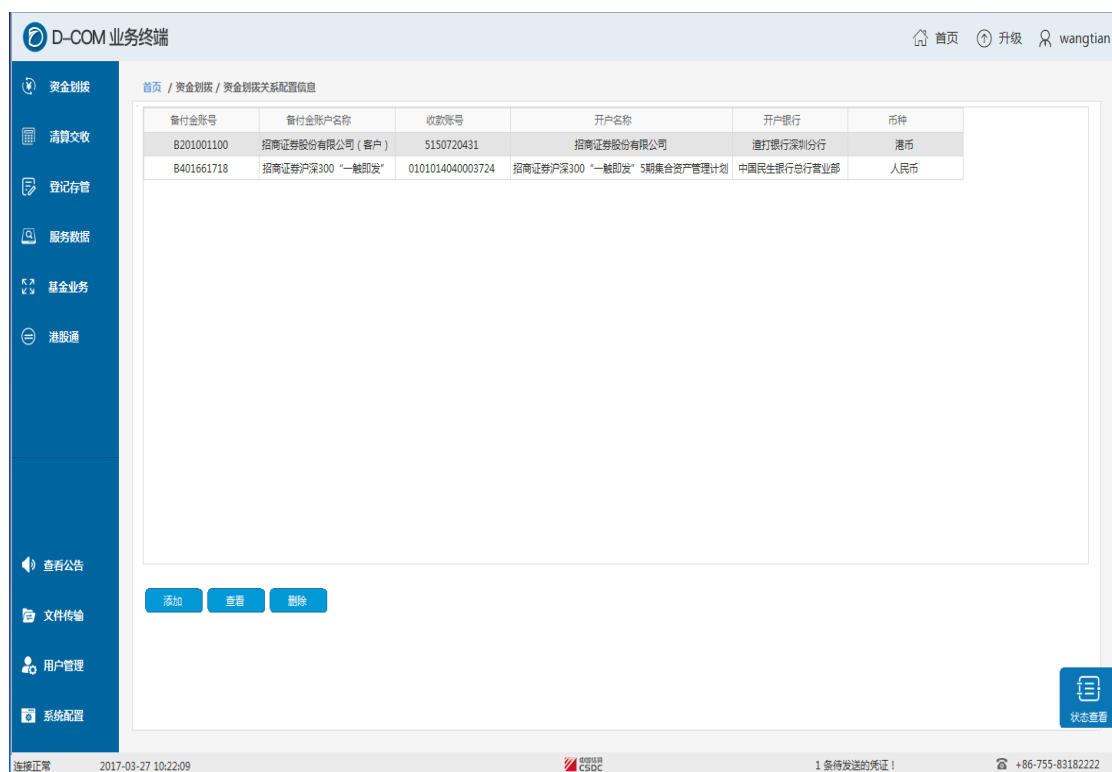 D-COM 业务终端
首页 升级 wangtian
资金划拨
清算交收
登记存管
服务数据
基金业务
港股通
查看公告
文件传输
用户管理
系统配置
首页 / 资金划拨 / 资金划拨关系配置信息
备付金账号 备付金账户名称 收款账号 开户名称 开户银行 币种
B201001100 招商证券股份有限公司（客户） 5150720431 招商证券股份有限公司 渣打银行深圳分行 港币
B401661718 招商证券沪深300“一触即发” 0101014040003724 招商证券沪深300“一触即发”5期集合资产管理计划 中国民生银行总行营业部 人民币
添加 查看 删除
状态查看
连接正常 2017-03-27 10:22:09 中国结算 CSDC 1 条待发送的凭证！ +86-755-83182222